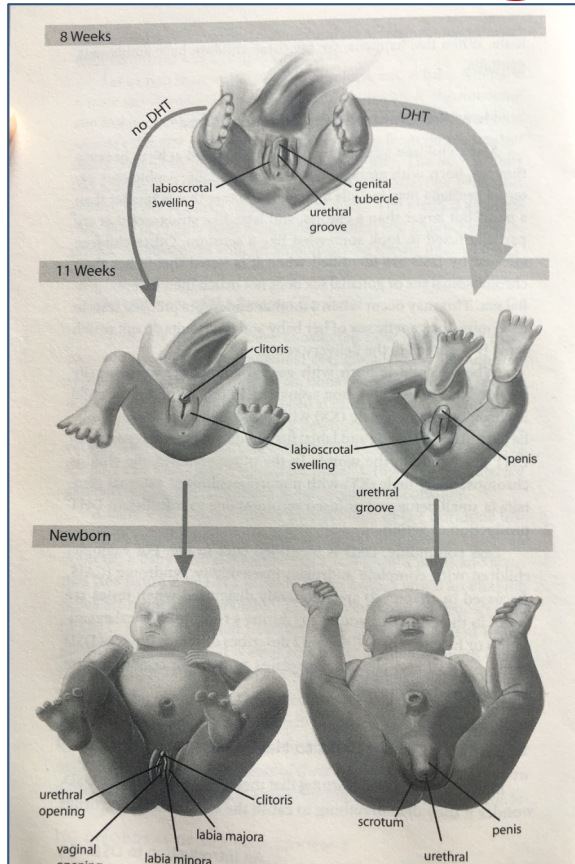 8 Weeks
no DHT
DHT
labioscrotal
swelling
genital
tubercle
urethral
groove
11 Weeks
clitoris
labioscrotal
swelling
penis
urethral
groove
Newborn
urethral
opening
vaginal
labia minora
labia majora
clitoris
scrotum
penis
urethral